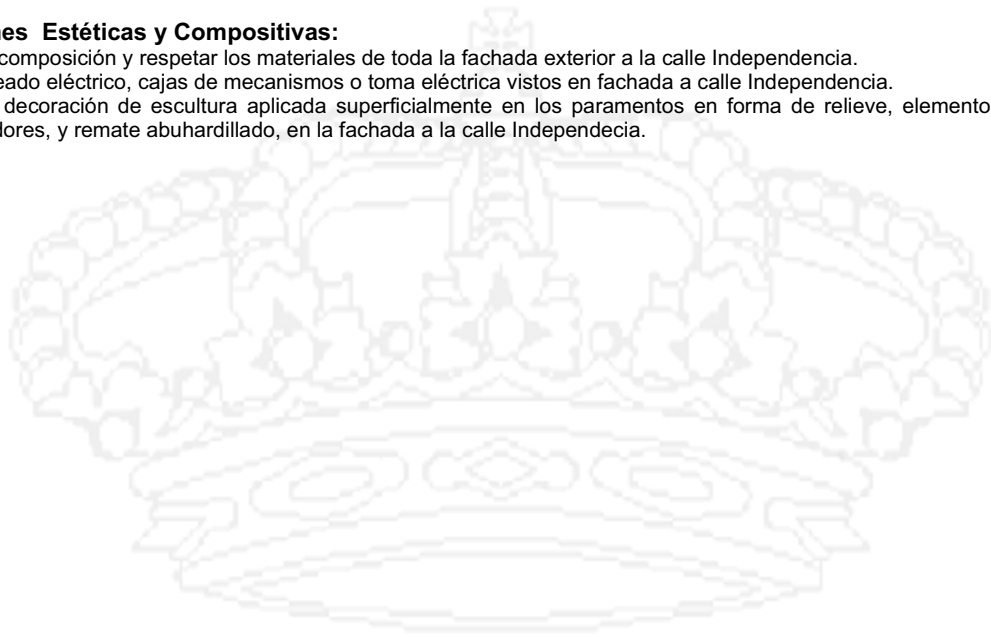 nes Estéticas y Compositivas:
composición y respetar los materiales de toda la fachada exterior a la calle Independencia.
eado eléctrico, cajas de mecanismos o toma eléctrica vistos en fachada a calle Independencia.
decoración de escultura aplicada superficialmente en los paramentos en forma de relieve, elemento
dores, y remate abuhardillado, en la fachada a la calle Independecia.